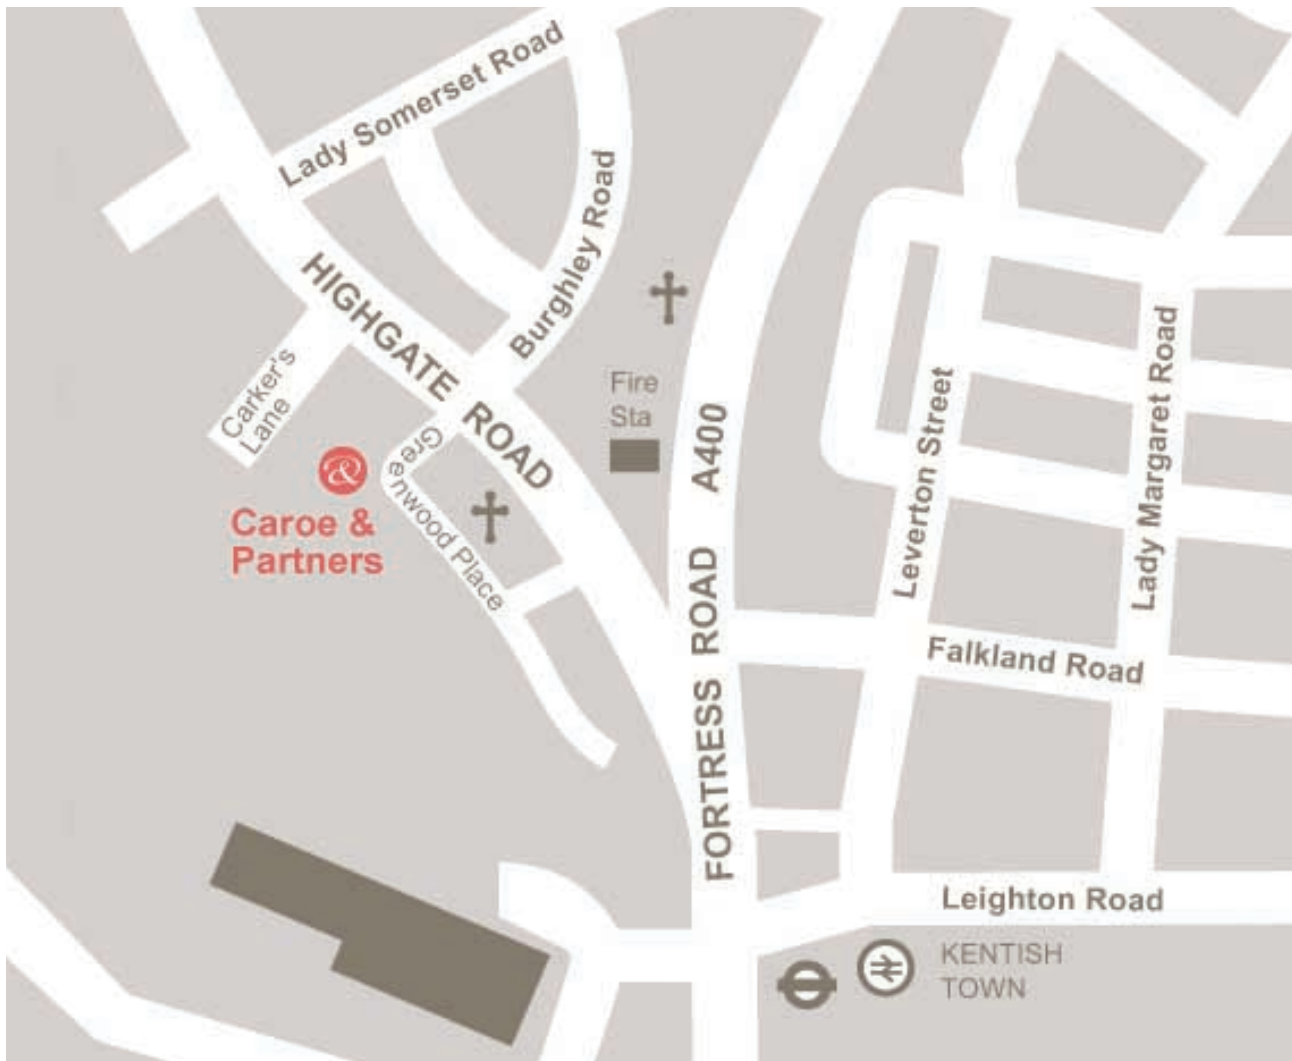 Lady Somerset Road
Burghley Road
HIGHGATE ROAD
Carker's
Lane
Fire
Sta
Greenwood Place
Caroe &
Partners
FORTRESS ROAD A400
Leverton Street
Lady Margaret Road
Falkland Road
Leighton Road
KENTISH
TOWN